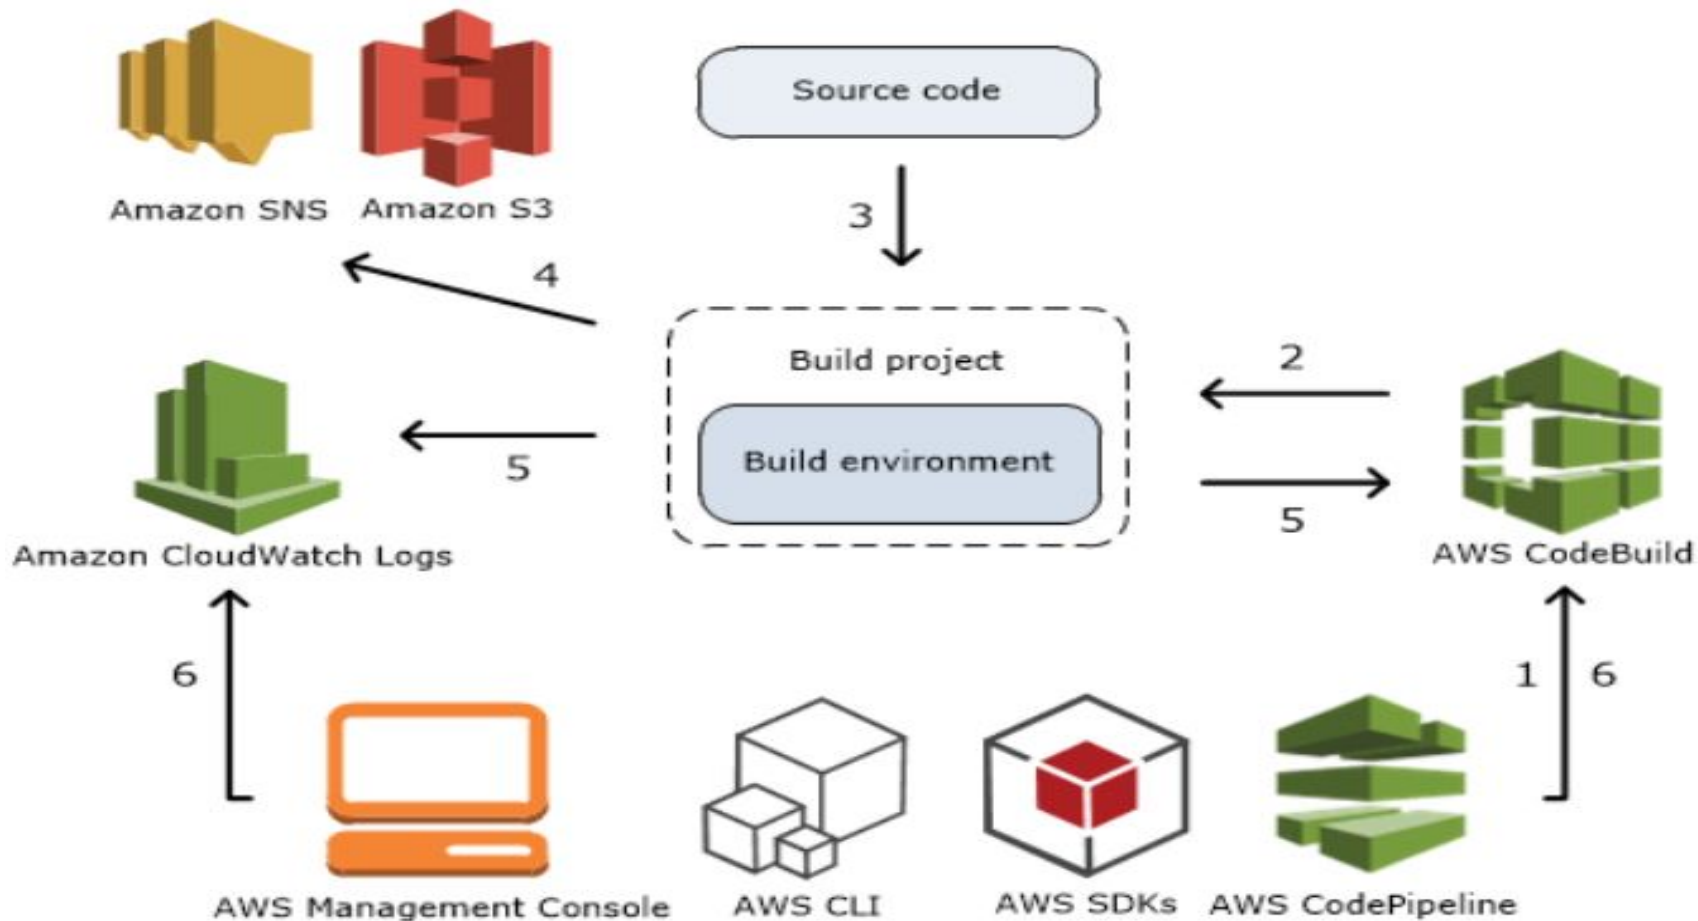 Source code
Amazon SNS
Amazon S3
3
4
Build project
2
Build environment
5
5
Amazon CloudWatch Logs
AWS CodeBuild
6
1
6
AWS Management Console
AWS CLI
AWS SDKs
AWS CodePipeline